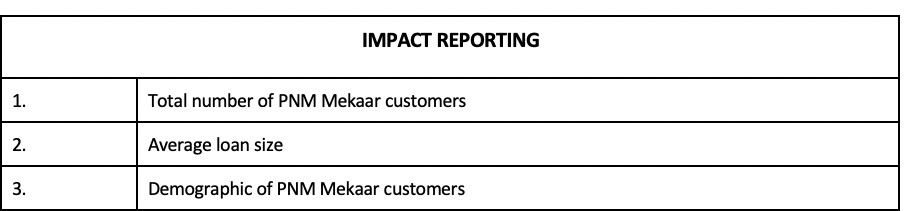 IMPACT REPORTING
1. Total number of PNM Mekaar customers
2. Average loan size
3. Demographic of PNM Mekaar customers